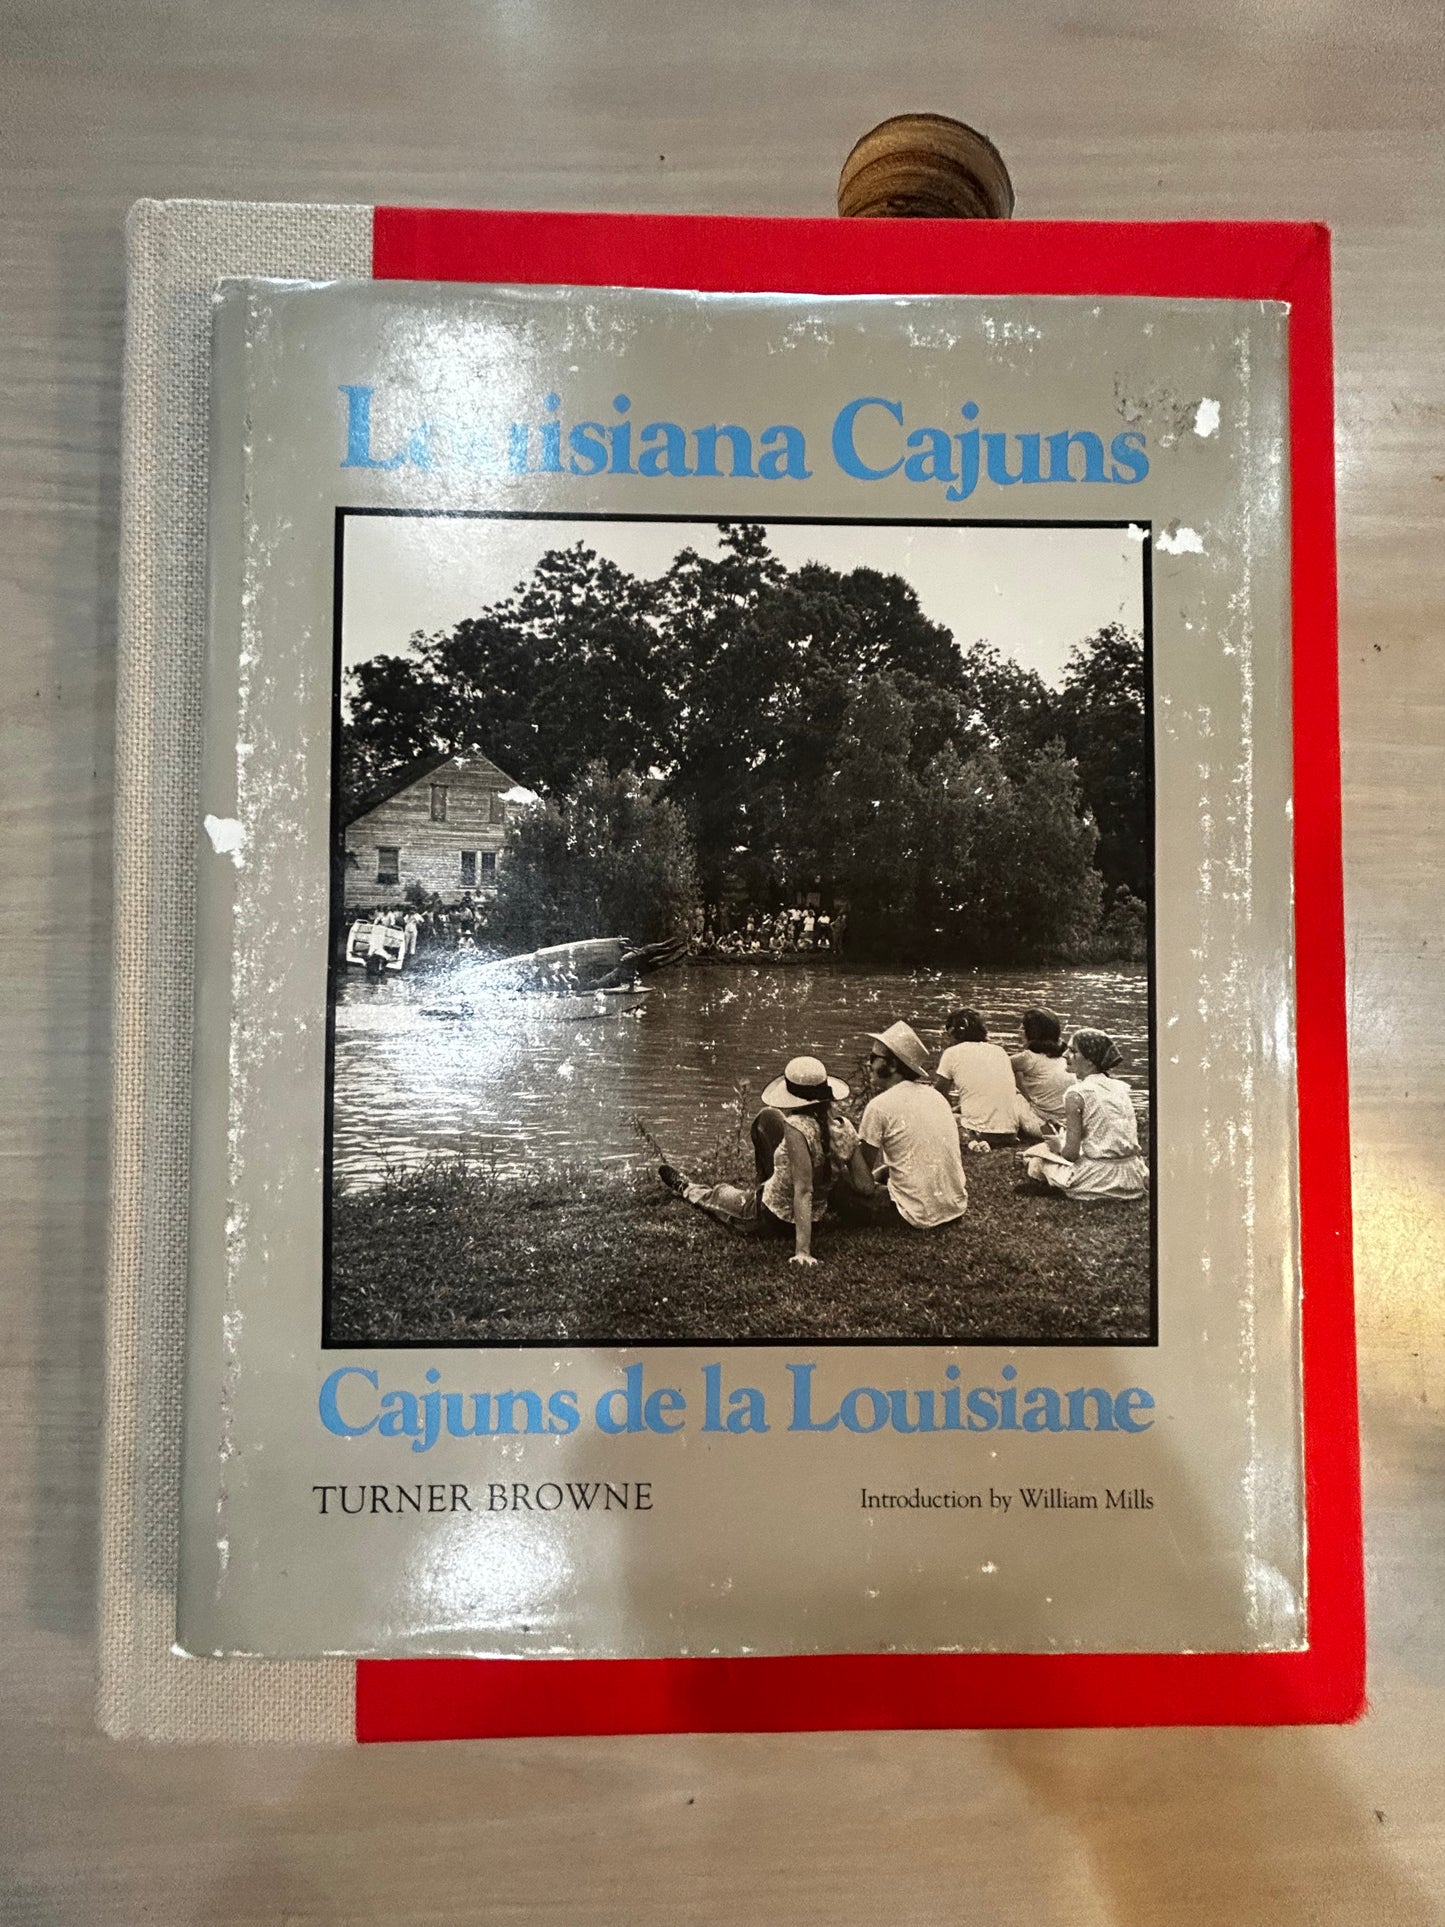 Louisiana Cajuns
Cajuns de la Louisiane
TURNER BROWNE
Introduction by William Mills